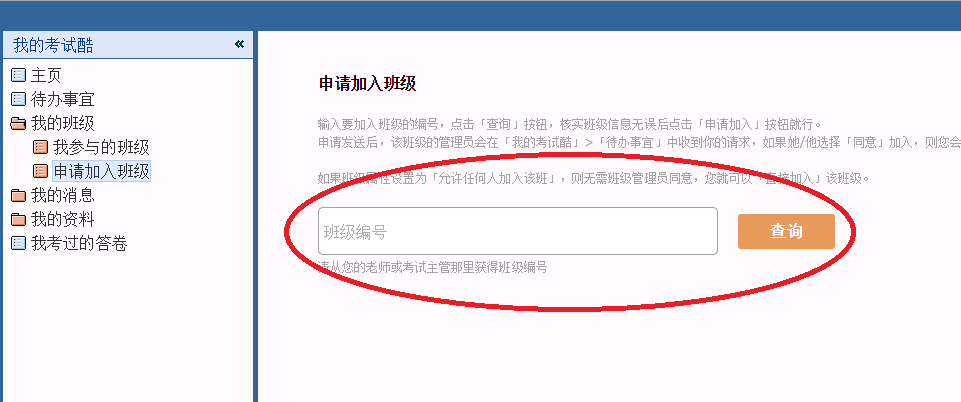 我的考试酷 «
主页
待办事宜
我的班级
我参与的班级
申请加入班级
我的消息
我的资料
我考过的答卷
申请加入班级
输入要加入班级的编号，点击「查询」按钮，核实班级信息无误后点击「申请加入」按钮就行。
申请发送后，该班级的管理员会在「我的考试酷」>「待办事宜」中收到你的请求，如果她/他选择「同意」加入，则您会
如果班级属性设置为「允许任何人加入该班」，则无需班级管理员同意，您就可以「直接加入」该班级。
班级编号
查询
请从您的老师或考试主管那里获得班级编号